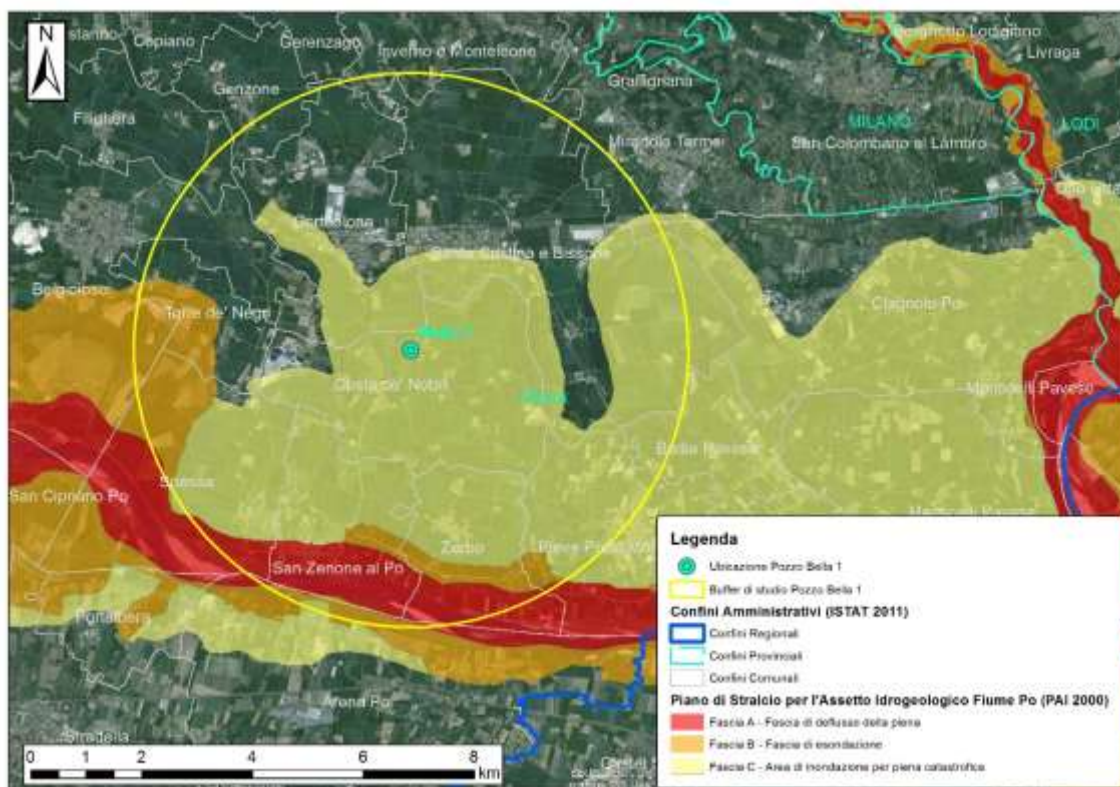 N
Copiano
Gerenzago
Inverno e Monteleone
Borghetto Lodigiano
Livraga
Genzone
Graffignana
Filighera
MILANO
LODI
Miradolo Terme
San Colombano al Lambro
Corteolona
Santa Cristina e Bissone
Belgioioso
Torre de' Negri
Chignolo Po
Costa de' Nobili
Monticelli Pavese
Badia Pavese
Spessa
San Cipriano Po
Zerbo
Pieve Porto
San Zenone al Po
Portalbera
Arena Po
Stradella
0 1 2 4 6 8
km
Legenda
Ubicazione Pozzo Bella 1
Buffer di studio Pozzo Bella 1
Confini Amministrativi (ISTAT 2011)
Confini Regionali
Confini Provinciali
Confini Comunali
Piano di Stralcio per l'Assetto Idrogeologico Fiume Po (PAI 2000)
Fascia A - Fascia di deflusso della piena
Fascia B - Fascia di esondazione
Fascia C - Area di inondazione per piena catastrofica